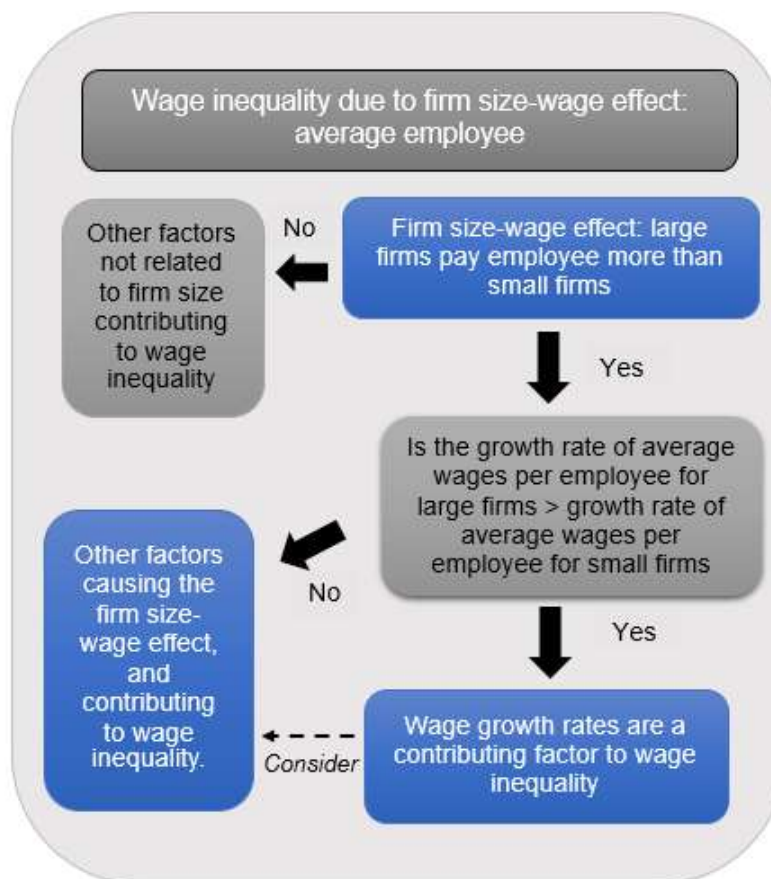 Wage inequality due to firm size-wage effect:
average employee
Firm size-wage effect: large
firms pay employee more than
small firms
No
Other factors
not related
to firm size
contributing
to wage
inequality
Yes
Is the growth rate of average
wages per employee for
large firms > growth rate of
average wages per
employee for small firms
No
Other factors
causing the
firm size-
wage effect,
and
contributing
to wage
inequality.
Yes
Wage growth rates are a
contributing factor to wage
inequality
Consider